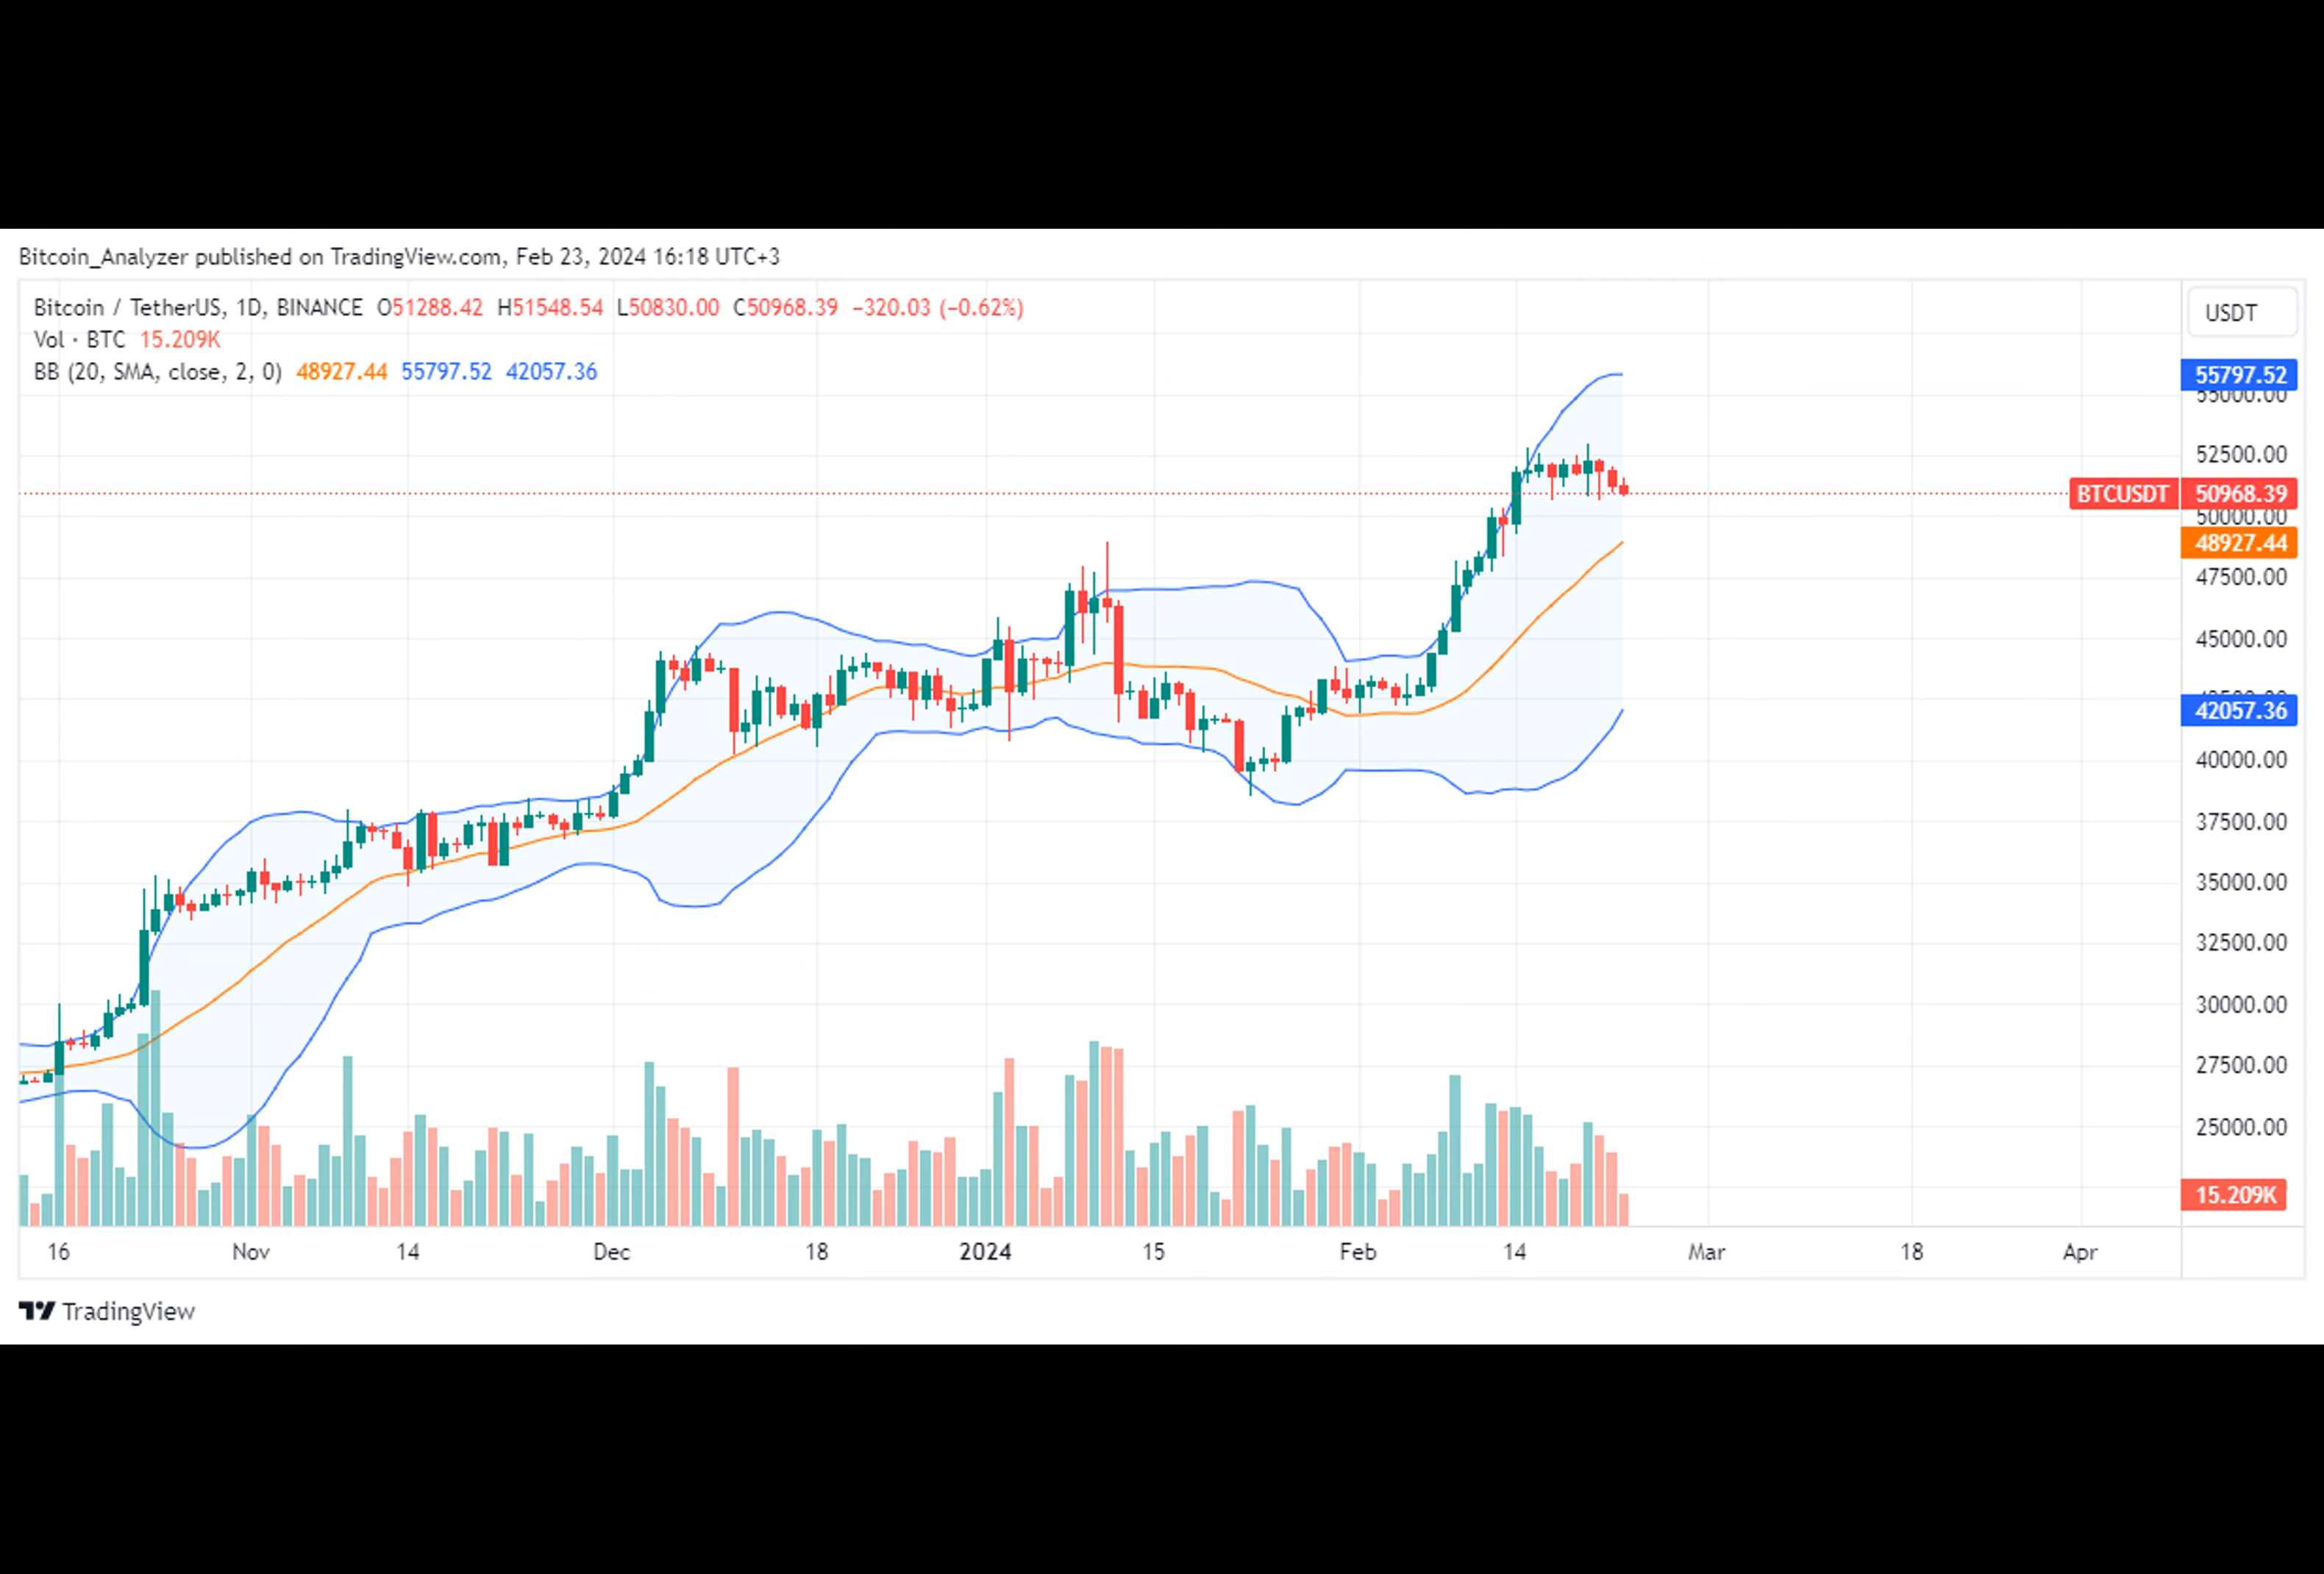 Bitcoin_Analyzer published on TradingView.com, Feb 23, 2024 16:18 UTC+3
Bitcoin / TetherUS, 1D, BINANCE O51288.42 H51548.54 L50830.00 C50968.39 −320.03 (−0.62%)
USDT
Vol · BTC 15.209K
BB (20, SMA, close, 2, 0) 48927.44 55797.52 42057.36
55797.52
55000.00
52500.00
BTCUSDT 50968.39
50000.00
48927.44
47500.00
45000.00
42500.00
42057.36
40000.00
37500.00
35000.00
32500.00
30000.00
27500.00
25000.00
15.209K
16 Nov 14 Dec 18 2024 15 Feb 14 Mar 18 Apr
TradingView